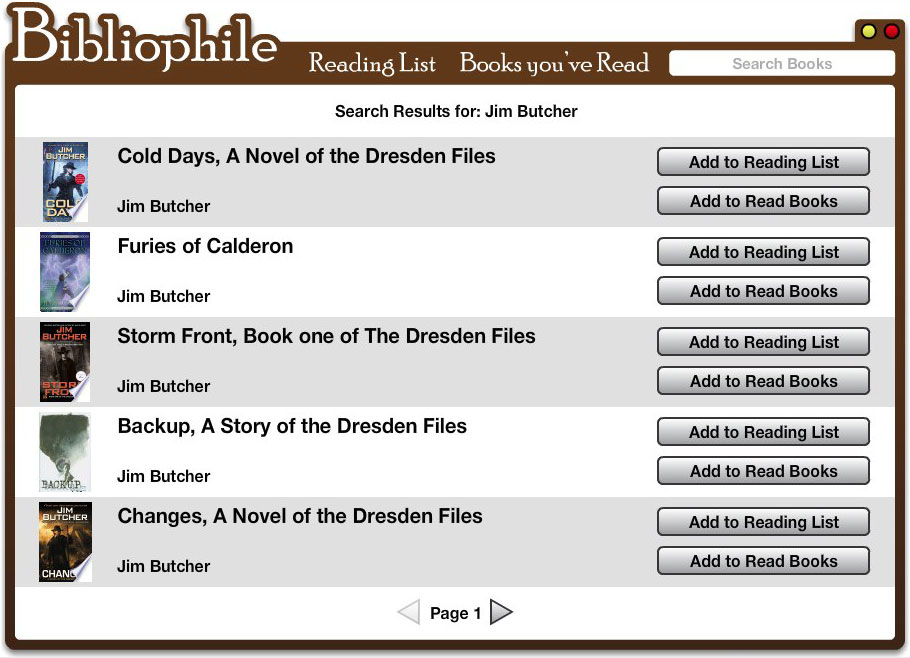 Bibliophile
Reading List Books you've Read Search Books
Search Results for: Jim Butcher
JIM
BUTCHER
COLD
DA
Cold Days, A Novel of the Dresden Files
Jim Butcher
Add to Reading List
Add to Read Books
FURIES OF
CALDERON
Furies of Calderon
Jim Butcher
Add to Reading List
Add to Read Books
JIM
BUTCHER
STOR
FRO
Storm Front, Book one of The Dresden Files
Jim Butcher
Add to Reading List
Add to Read Books
BACKUP
Backup, A Story of the Dresden Files
Jim Butcher
Add to Reading List
Add to Read Books
JIM
BUTCHER
CHANG
Changes, A Novel of the Dresden Files
Jim Butcher
Add to Reading List
Add to Read Books
Page 1